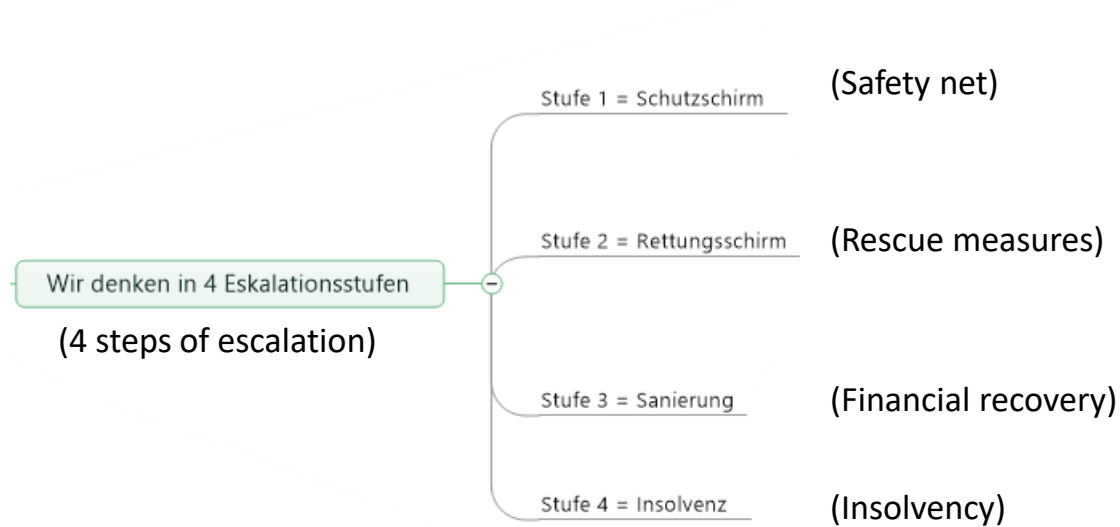 Stufe 1 = Schutzschirm (Safety net)
Stufe 2 = Rettungsschirm (Rescue measures)
Wir denken in 4 Eskalationsstufen
(4 steps of escalation)
Stufe 3 = Sanierung (Financial recovery)
Stufe 4 = Insolvenz (Insolvency)